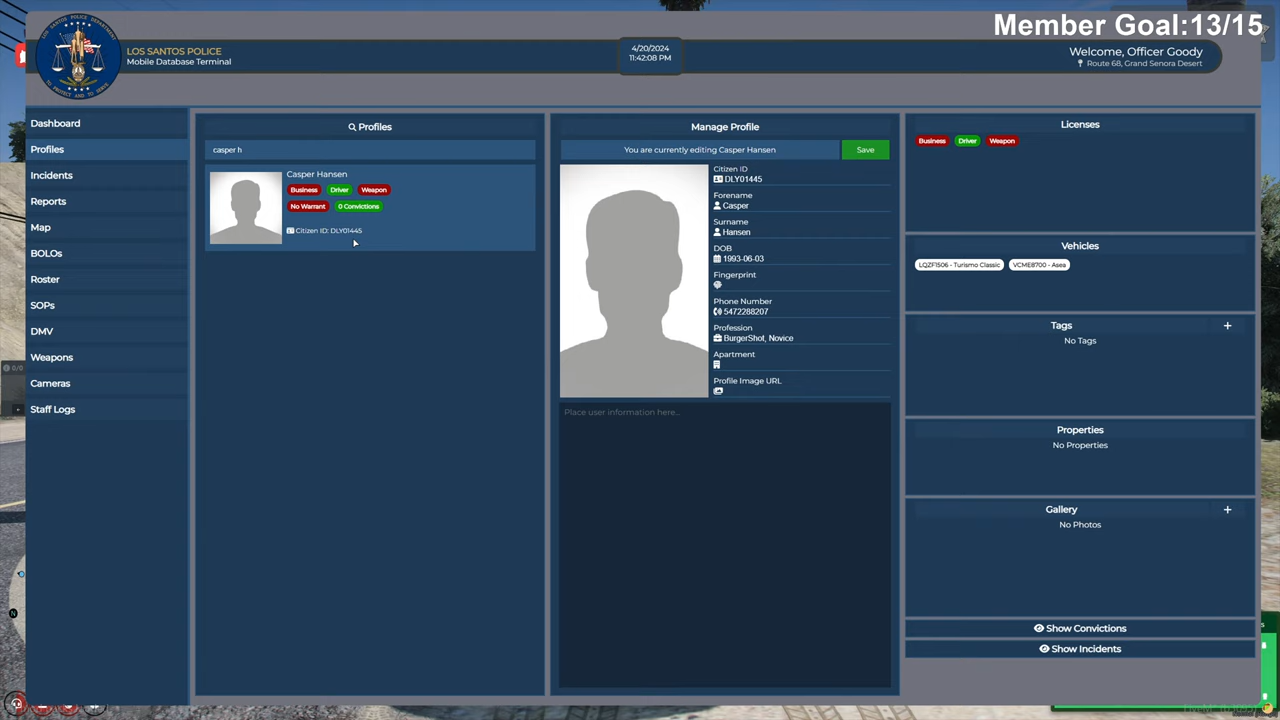 Member Goal:13/15
LOS SANTOS POLICE
Mobile Database Terminal
4/20/2024
11:42:08 PM
Welcome, Officer Goody
Route 68, Grand Senora Desert
Dashboard
Profiles
Incidents
Reports
Map
BOLOs
Roster
SOPs
DMV
Weapons
Cameras
Staff Logs
Profiles
casper h
Casper Hansen
Business Driver Weapon
No Warrant 0 Convictions
Citizen ID: DLY01445
Manage Profile
You are currently editing Casper Hansen Save
Citizen ID
DLY01445
Forename
Casper
Surname
Hansen
DOB
1993-06-03
Fingerprint
Phone Number
5472288207
Profession
BurgerShot, Novice
Apartment
Profile Image URL
Place user information here...
Licenses
Business Driver Weapon
Vehicles
LQZF1506 - Turismo Classic VCME8700 - Asea
Tags +
No Tags
Properties
No Properties
Gallery +
No Photos
Show Convictions
Show Incidents
0/0
N